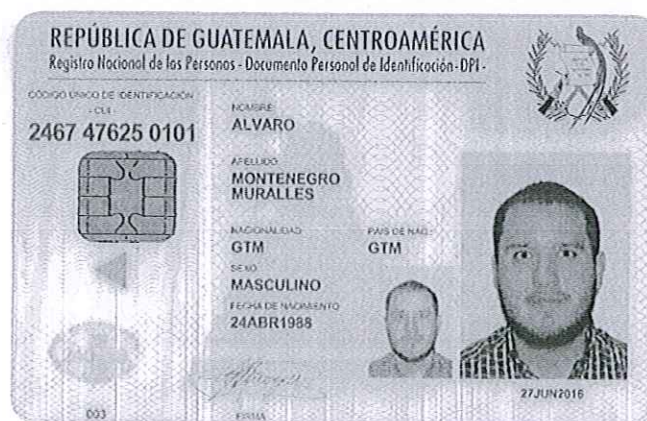 REPÚBLICA DE GUATEMALA, CENTROAMÉRICA
Registro Nacional de las Personas - Documento Personal de Identificación - DPI -
CÓDIGO ÚNICO DE IDENTIFICACIÓN
- CUI -
2467 47625 0101
NOMBRE
ALVARO
APELLIDO
MONTENEGRO
MURALLES
NACIONALIDAD
GTM
PAÍS DE NAC.
GTM
SEXO
MASCULINO
FECHA DE NACIMIENTO
24ABR1988
27JUN2016
003
FIRMA